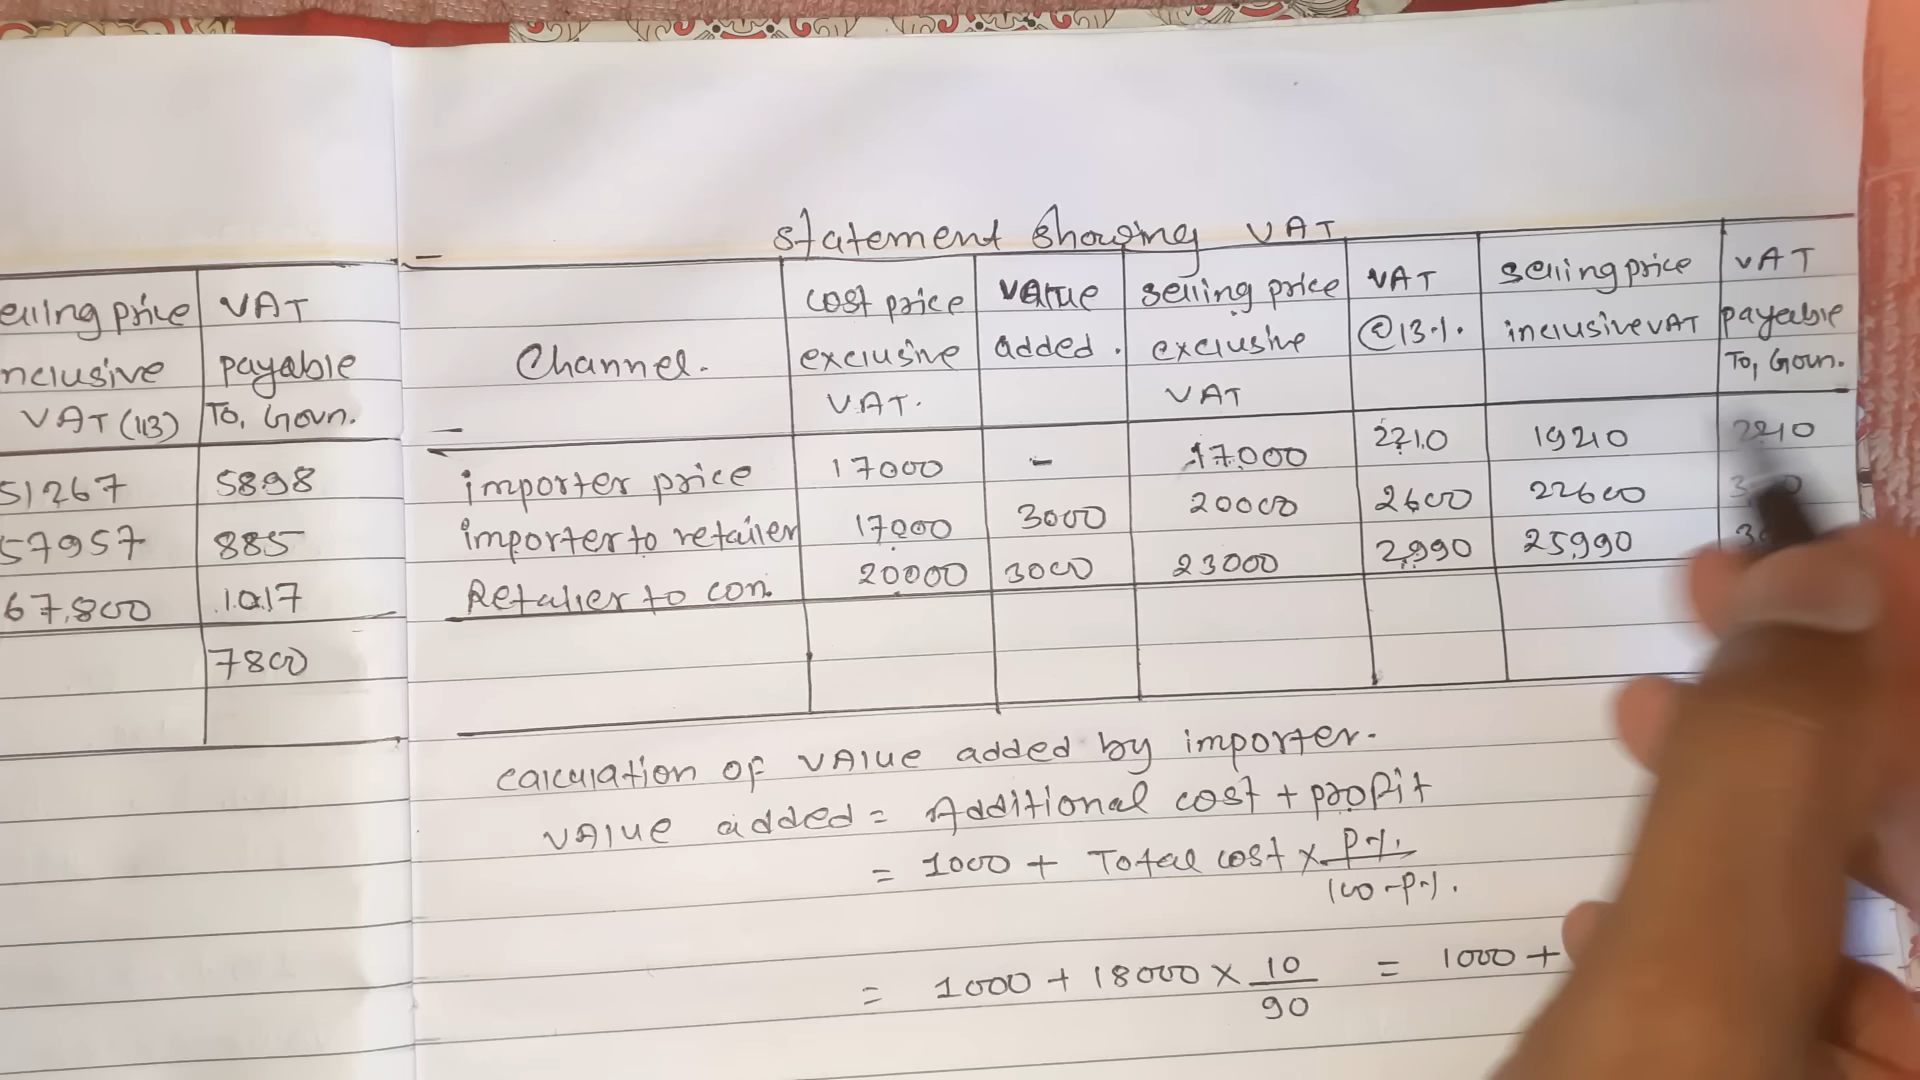 elling price VAT
nclusive payable
VAT (113) To, Govn.
51267 5898
57957 885
67,800 1017
7800
statement showing VAT
Channel. cost price exclusive VAT. value added. selling price exclusive VAT VAT @13%. selling price inclusive VAT VAT payable To, Govn.
importer price 17000 - 17000 2210 19210 2210
importer to retailer 17000 3000 20000 2600 22600
Retalier to con. 20000 3000 23000 2990 25990
calculation of value added by importer.
value added = Additional cost + profit
= 1000 + Total cost × P%. / 100-P%.
= 1000 + 18000 × 10 / 90 = 1000 +